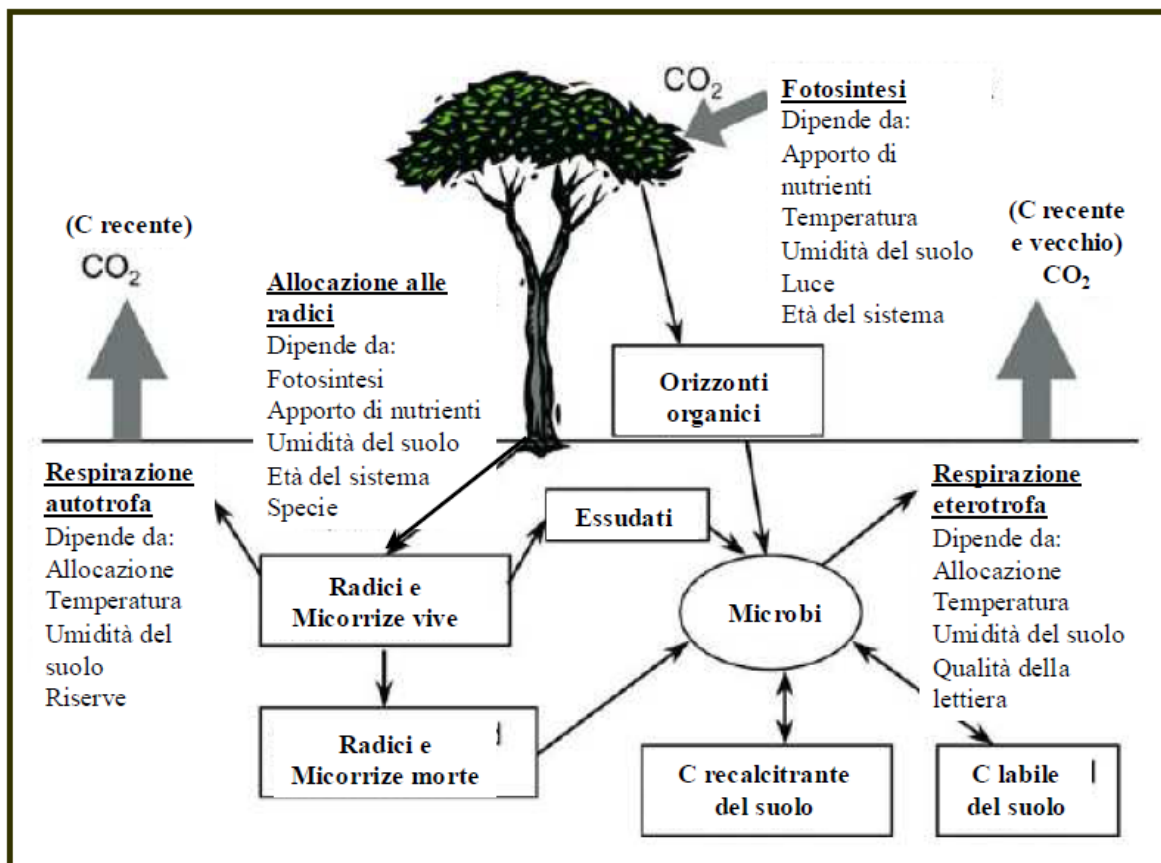 CO2
Fotosintesi
Dipende da:
Apporto di
nutrienti
Temperatura
Umidità del suolo
Luce
Età del sistema
(C recente)
CO2
(C recente
e vecchio)
CO2
Allocazione alle
radici
Dipende da:
Fotosintesi
Apporto di nutrienti
Umidità del suolo
Età del sistema
Specie
Orizzonti
organici
Respirazione
autotrofa
Dipende da:
Allocazione
Temperatura
Umidità del
suolo
Riserve
Essudati
Respirazione
eterotrofa
Dipende da:
Allocazione
Temperatura
Umidità del suolo
Qualità della
lettiera
Radici e
Micorrize vive
Microbi
Radici e
Micorrize morte
C recalcitrante
del suolo
C labile
del suolo